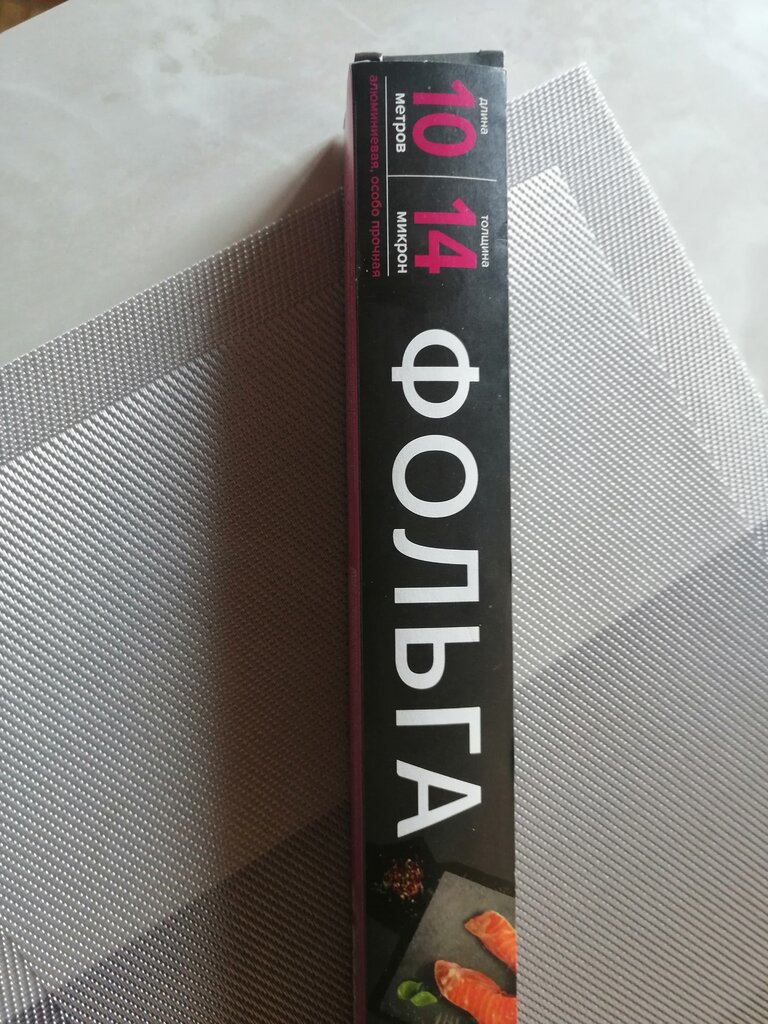 длина
10
метров
толщина
14
микрон
алюминиевая, особо прочная
ФОЛЬГА